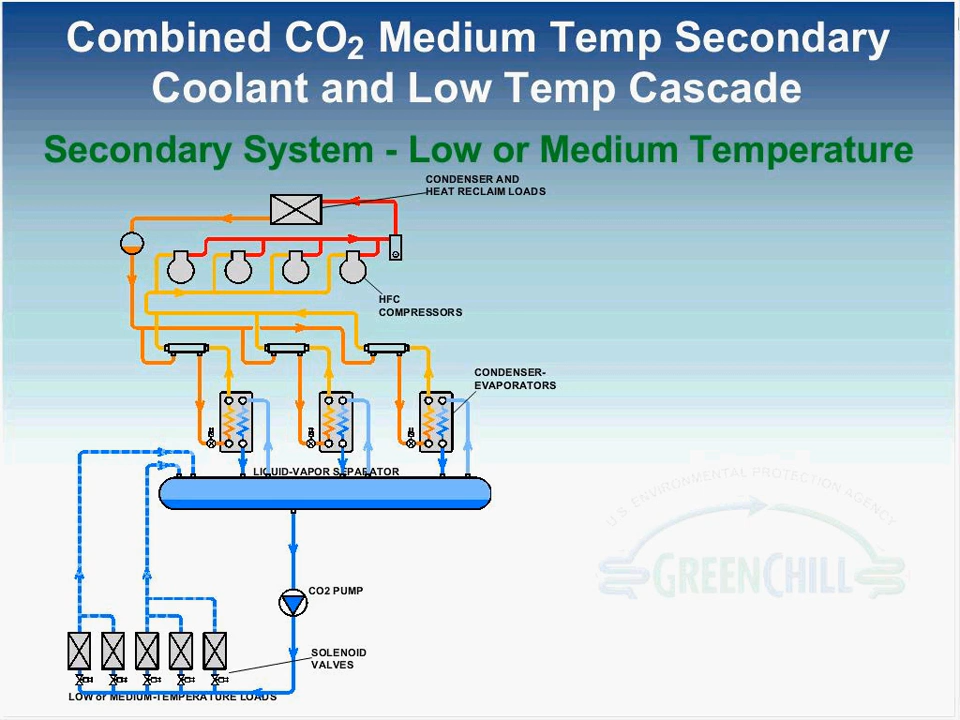 Combined CO2 Medium Temp Secondary
Coolant and Low Temp Cascade
Secondary System - Low or Medium Temperature
CONDENSER AND
HEAT RECLAIM LOADS
HFC
COMPRESSORS
CONDENSER-
EVAPORATORS
LIQUID-VAPOR SEPARATOR
U.S. ENVIRONMENTAL PROTECTION AGENCY
GREENCHILL
CO2 PUMP
SOLENOID
VALVES
LOW or MEDIUM-TEMPERATURE LOADS